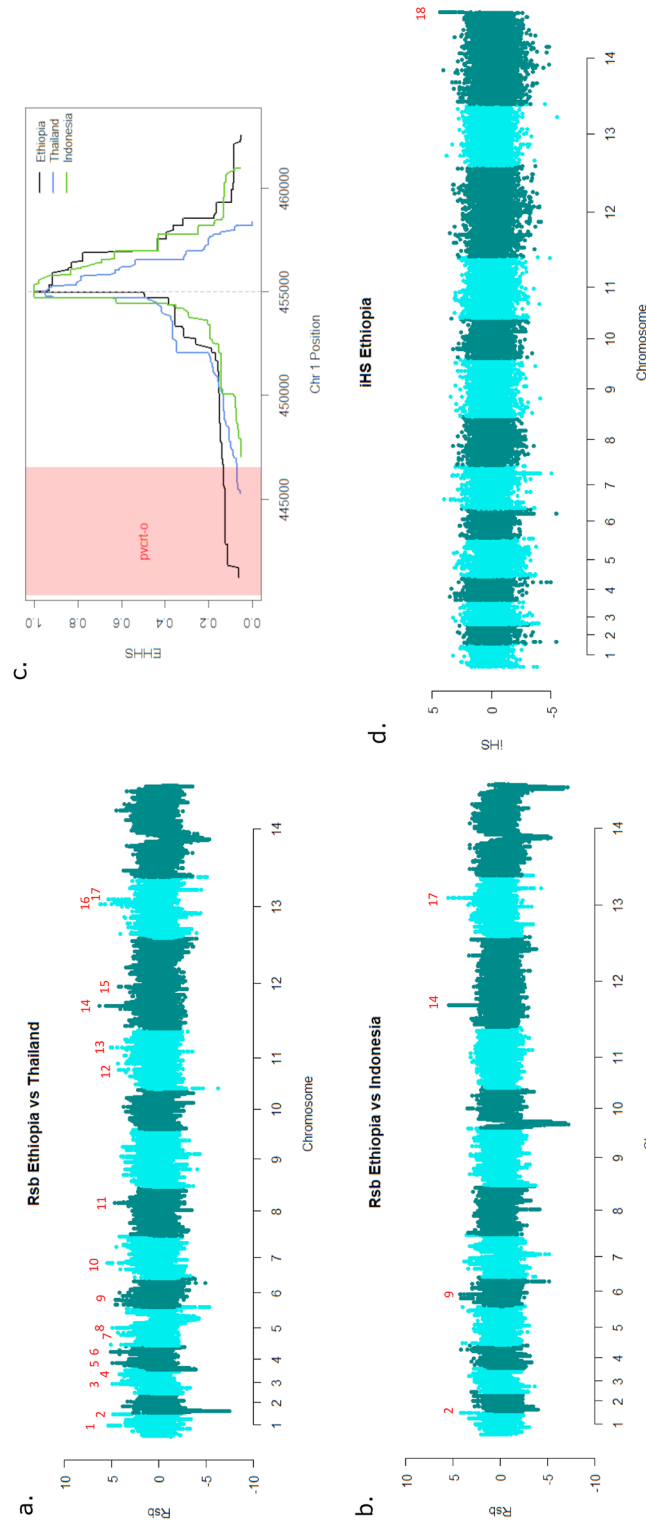 a.
Rsb Ethiopia vs Thailand
Rsb
10
5
0
-5
-10
1 2 3 4 5 6 7 8 9 10 11 12 13 14 15 16 17
1 2 3 4 5 6 7 8 9 10 11 12 13 14
Chromosome
b.
Rsb Ethiopia vs Indonesia
Rsb
10
5
0
-5
-10
2 9 14 17
1 2 3 4 5 6 7 8 9 10 11 12 13 14
c.
EHHS
1.0
0.8
0.6
0.4
0.2
0.0
pvcrt-o
Ethiopia
Thailand
Indonesia
445000 450000 455000 460000
Chr 1 Position
d.
iHS Ethiopia
iHS
5
0
-5
18
1 2 3 4 5 6 7 8 9 10 11 12 13 14
Chromosome